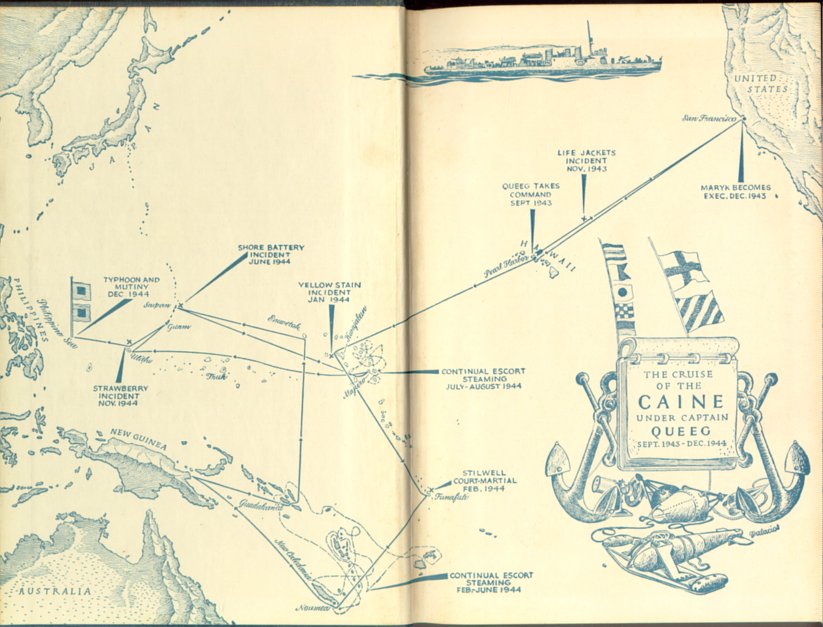 UNITED
STATES
San Francisco
JAPAN
LIFE JACKETS
INCIDENT
NOV. 1943
QUEEG TAKES
COMMAND
SEPT 1943
MARYK BECOMES
EXEC. DEC. 1943
HAWAII
Pearl Harbor
SHORE BATTERY
INCIDENT
JUNE 1944
TYPHOON AND
MUTINY
DEC 1944
YELLOW STAIN
INCIDENT
JAN 1944
PHILIPPINES
Philippine Sea
Saipan
Guam
Ulithi
Eniwetok
Kwajalein
Truk
Majuro
STRAWBERRY
INCIDENT
NOV. 1944
CONTINUAL ESCORT
STEAMING
JULY-AUGUST 1944
THE CRUISE
OF THE
CAINE
UNDER CAPTAIN
QUEEG
SEPT. 1943-DEC. 1944
NEW GUINEA
STILWELL
COURT-MARTIAL
FEB. 1944
Guadalcanal
Funafuti
Palacios
New Caledonia
CONTINUAL ESCORT
STEAMING
FEB-JUNE 1944
AUSTRALIA
Noumea